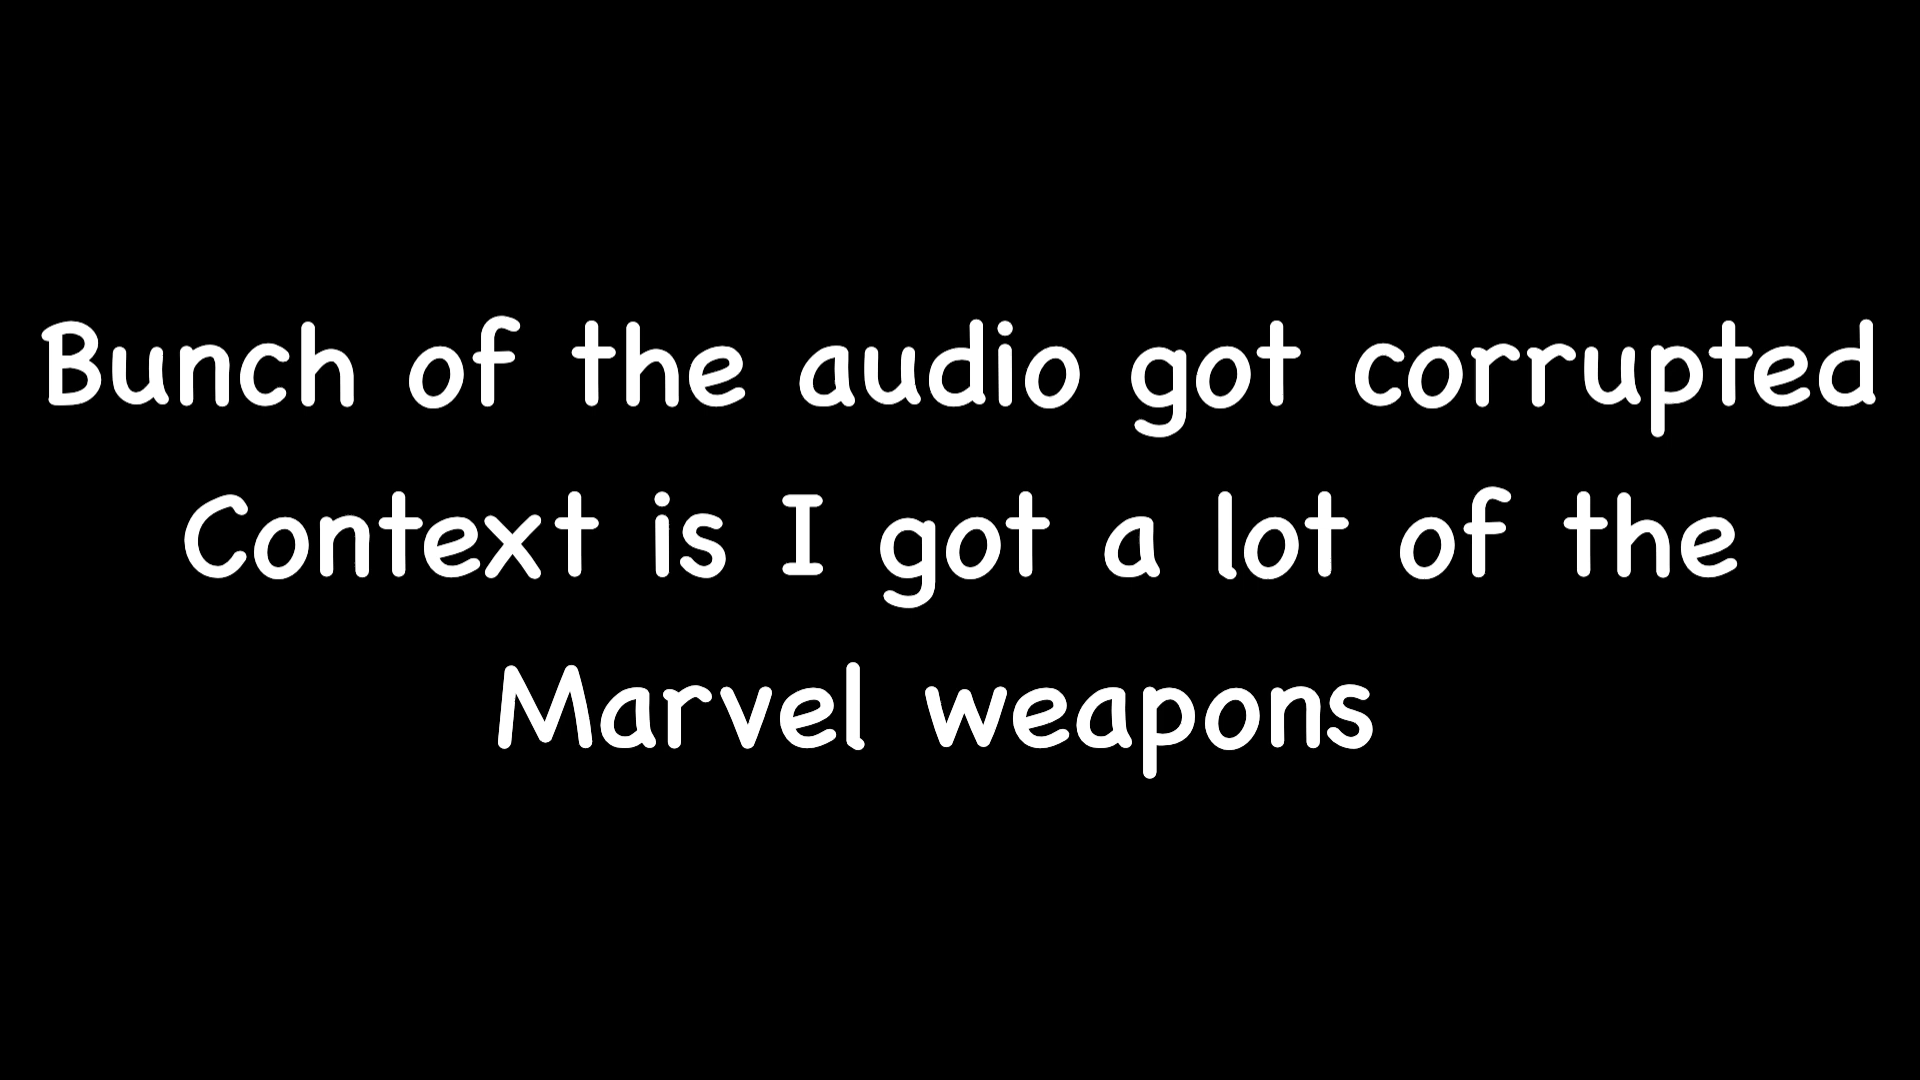 Bunch of the audio got corrupted
Context is I got a lot of the
Marvel weapons